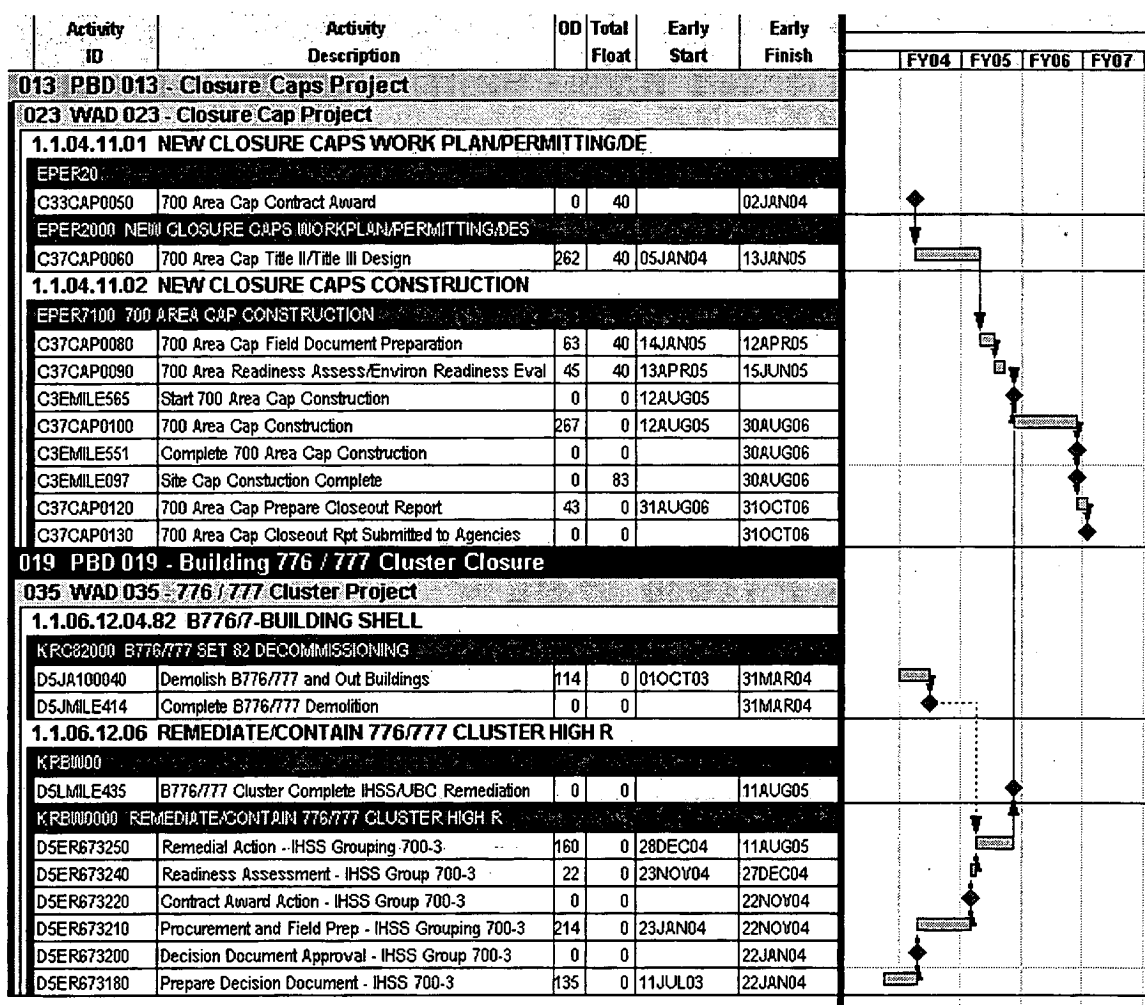 Activity ID Activity Description OD Total Float Early Start Early Finish
FY04 FY05 FY06 FY07
013 PBD 013 - Closure Caps Project
023 WAD 023 - Closure Cap Project
1.1.04.11.01 NEW CLOSURE CAPS WORK PLAN/PERMITTING/DE
EPER20
C33CAP0050 700 Area Cap Contract Award 0 40 02JAN04
EPER2000 NEW CLOSURE CAPS WORKPLAN/PERMITTING/DES
C37CAP0060 700 Area Cap Title II/Title III Design 262 40 05JAN04 13JAN05
1.1.04.11.02 NEW CLOSURE CAPS CONSTRUCTION
EPER7100 700 AREA CAP CONSTRUCTION
C37CAP0080 700 Area Cap Field Document Preparation 63 40 14JAN05 12APR05
C37CAP0090 700 Area Readiness Assess/Environ Readiness Eval 45 40 13APR05 15JUN05
C3EMILE565 Start 700 Area Cap Construction 0 0 12AUG05
C37CAP0100 700 Area Cap Construction 267 0 12AUG05 30AUG06
C3EMILE551 Complete 700 Area Cap Construction 0 0 30AUG06
C3EMILE097 Site Cap Constuction Complete 0 83 30AUG06
C37CAP0120 700 Area Cap Prepare Closeout Report 43 0 31AUG06 31OCT06
C37CAP0130 700 Area Cap Closeout Rpt Submitted to Agencies 0 0 31OCT06
019 PBD 019 - Building 776 / 777 Cluster Closure
035 WAD 035 - 776 / 777 Cluster Project
1.1.06.12.04.82 B776/7-BUILDING SHELL
KRC82000 B776/777 SET 82 DECOMMISSIONING
D5JA100040 Demolish B776/777 and Out Buildings 114 0 01OCT03 31MAR04
D5JMILE414 Complete B776/777 Demolition 0 0 31MAR04
1.1.06.12.06 REMEDIATE/CONTAIN 776/777 CLUSTER HIGH R
KPBW00
D5LMILE435 B776/777 Cluster Complete IHSS/UBC Remediation 0 0 11AUG05
KRBW0000 REMEDIATE/CONTAIN 776/777 CLUSTER HIGH R
D5ER673250 Remedial Action - IHSS Grouping 700-3 160 0 28DEC04 11AUG05
D5ER673240 Readiness Assessment - IHSS Group 700-3 22 0 23NOV04 27DEC04
D5ER673220 Contract Award Action - IHSS Group 700-3 0 0 22NOV04
D5ER673210 Procurement and Field Prep - IHSS Grouping 700-3 214 0 23JAN04 22NOV04
D5ER673200 Decision Document Approval - IHSS Group 700-3 0 0 22JAN04
D5ER673180 Prepare Decision Document - IHSS 700-3 135 0 11JUL03 22JAN04